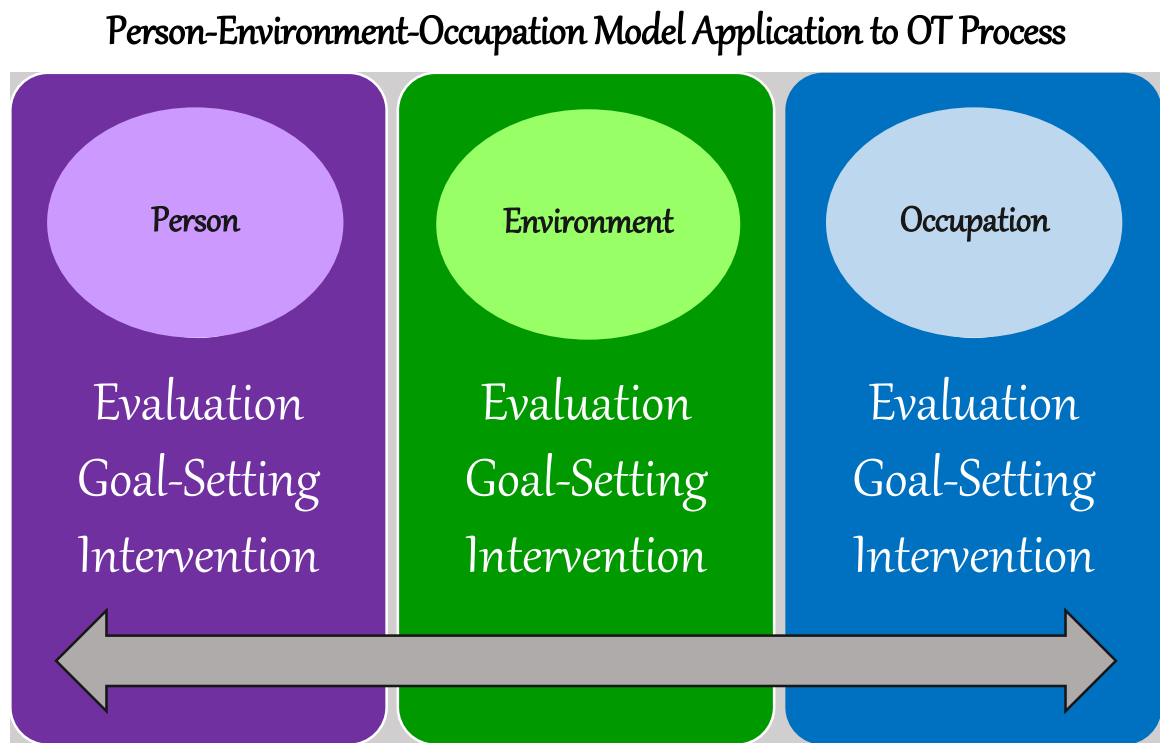 Person-Environment-Occupation Model Application to OT Process
Person
Evaluation
Goal-Setting
Intervention
Environment
Evaluation
Goal-Setting
Intervention
Occupation
Evaluation
Goal-Setting
Intervention